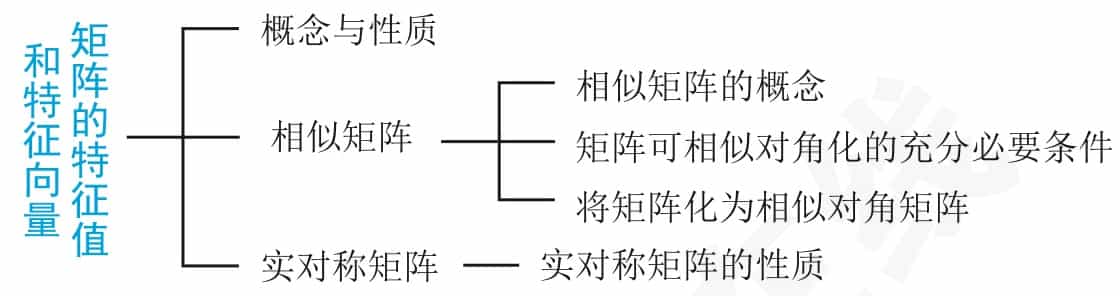 矩阵的特征值
和特征向量
概念与性质
相似矩阵
相似矩阵的概念
矩阵可相似对角化的充分必要条件
将矩阵化为相似对角矩阵
实对称矩阵
实对称矩阵的性质